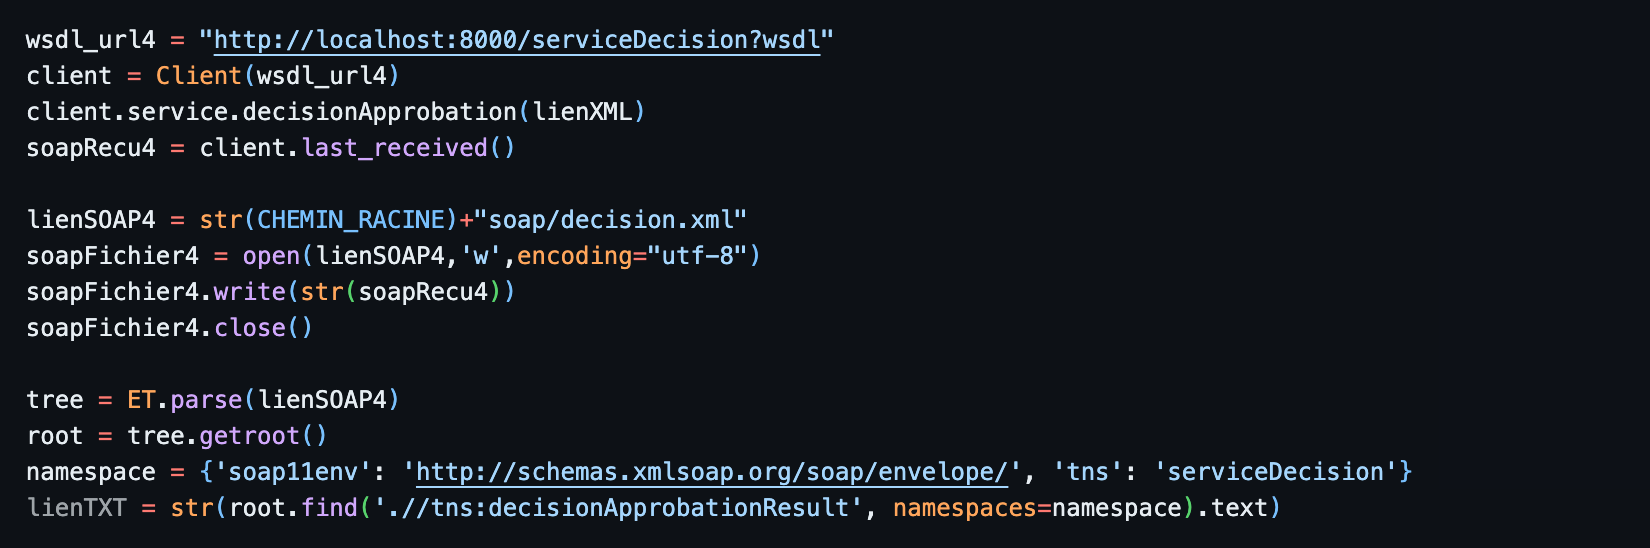 wsdl_url4 = "http://localhost:8000/serviceDecision?wsdl"
client = Client(wsdl_url4)
client.service.decisionApprobation(lienXML)
soapRecu4 = client.last_received()
lienSOAP4 = str(CHEMIN_RACINE)+"soap/decision.xml"
soapFichier4 = open(lienSOAP4,'w',encoding="utf-8")
soapFichier4.write(str(soapRecu4))
soapFichier4.close()
tree = ET.parse(lienSOAP4)
root = tree.getroot()
namespace = {'soap11env': 'http://schemas.xmlsoap.org/soap/envelope/', 'tns': 'serviceDecision'}
lienTXT = str(root.find('.//tns:decisionApprobationResult', namespaces=namespace).text)